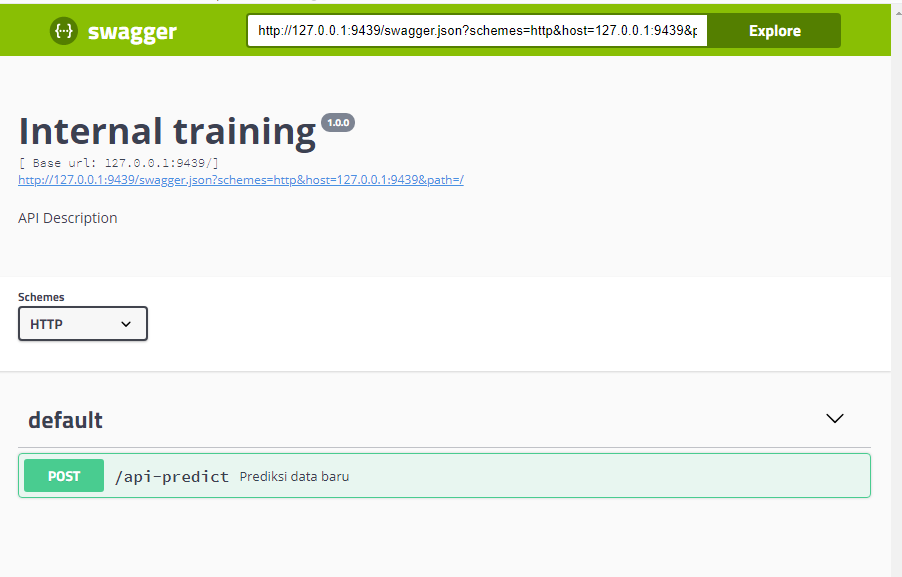 {···} swagger
http://127.0.0.1:9439/swagger.json?schemes=http&host=127.0.0.1:9439&p
Explore
Internal training 1.0.0
[ Base url: 127.0.0.1:9439/]
http://127.0.0.1:9439/swagger.json?schemes=http&host=127.0.0.1:9439&path=/
API Description
Schemes
HTTP
default
POST /api-predict Prediksi data baru